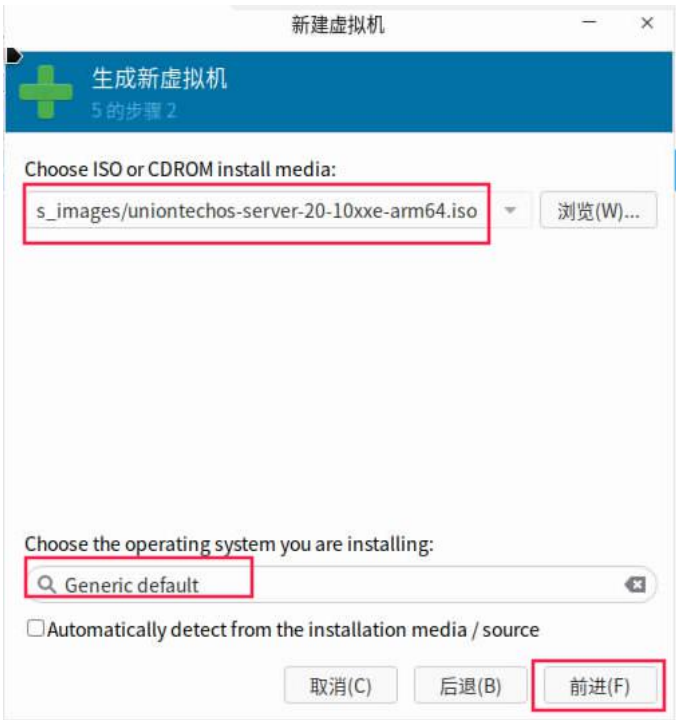 新建虚拟机
生成新虚拟机
5 的步骤 2
Choose ISO or CDROM install media:
s_images/uniontechos-server-20-10xxe-arm64.iso
浏览(W)...
Choose the operating system you are installing:
Generic default
Automatically detect from the installation media / source
取消(C) 后退(B) 前进(F)